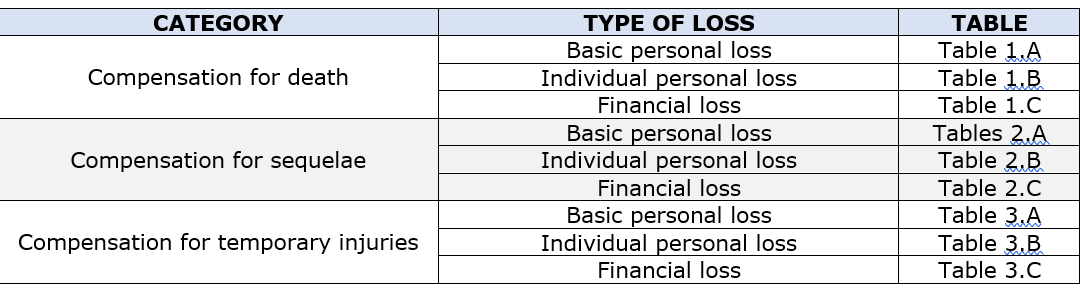 CATEGORY TYPE OF LOSS TABLE
Compensation for death
Basic personal loss Table 1.A
Individual personal loss Table 1.B
Financial loss Table 1.C
Compensation for sequelae
Basic personal loss Tables 2.A
Individual personal loss Table 2.B
Financial loss Table 2.C
Compensation for temporary injuries
Basic personal loss Table 3.A
Individual personal loss Table 3.B
Financial loss Table 3.C